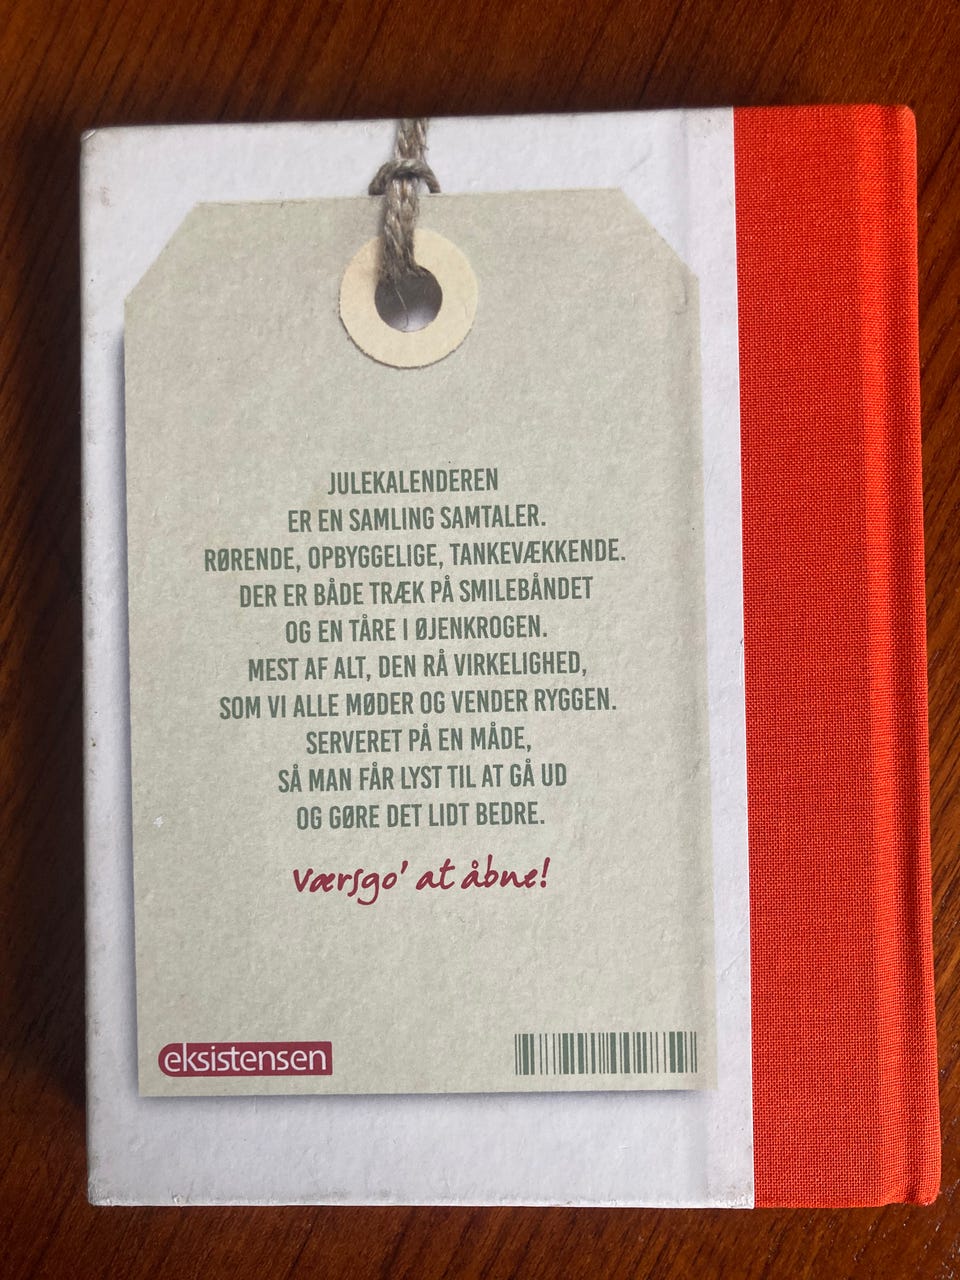 JULEKALENDEREN
ER EN SAMLING SAMTALER.
RØRENDE, OPBYGGELIGE, TANKEVÆKKENDE.
DER ER BÅDE TRÆK PÅ SMILEBÅNDET
OG EN TÅRE I ØJENKROGEN.
MEST AF ALT, DEN RÅ VIRKELIGHED,
SOM VI ALLE MØDER OG VENDER RYGGEN.
SERVERET PÅ EN MÅDE,
SÅ MAN FÅR LYST TIL AT GÅ UD
OG GØRE DET LIDT BEDRE.
Værsgo' at åbne!
eksistensen